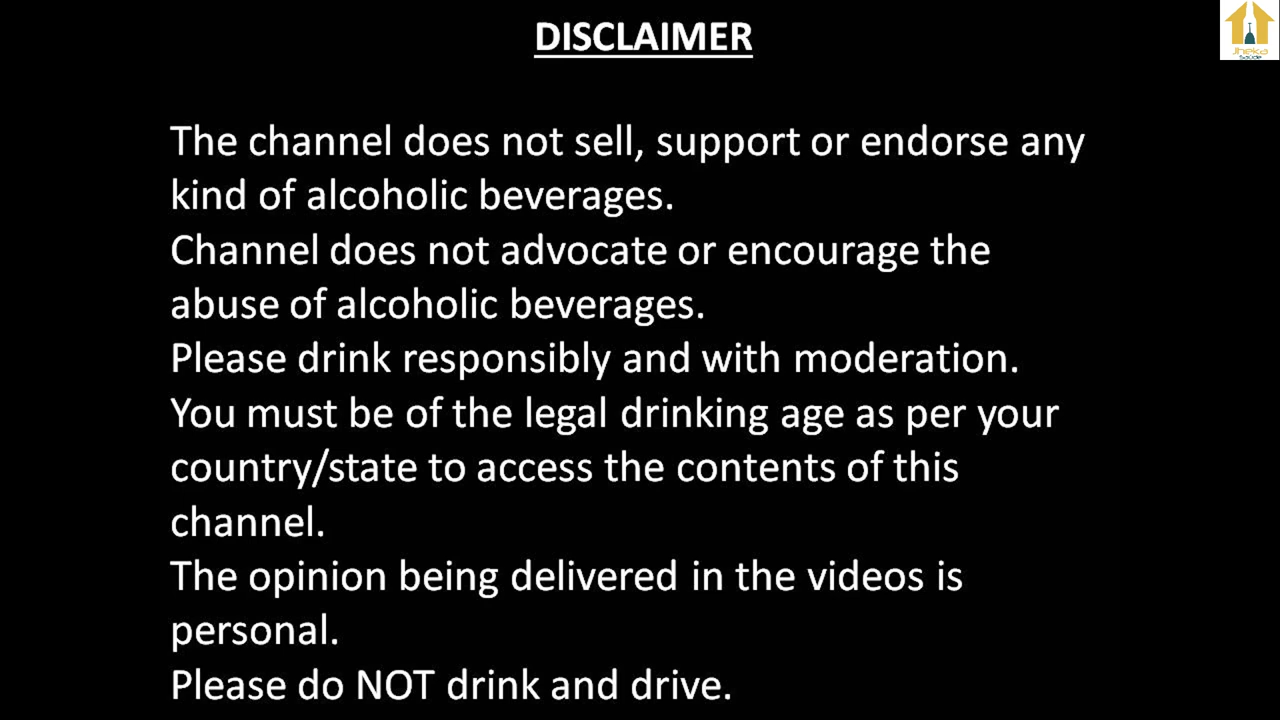 DISCLAIMER
Jheka
Saúde
The channel does not sell, support or endorse any
kind of alcoholic beverages.
Channel does not advocate or encourage the
abuse of alcoholic beverages.
Please drink responsibly and with moderation.
You must be of the legal drinking age as per your
country/state to access the contents of this
channel.
The opinion being delivered in the videos is
personal.
Please do NOT drink and drive.